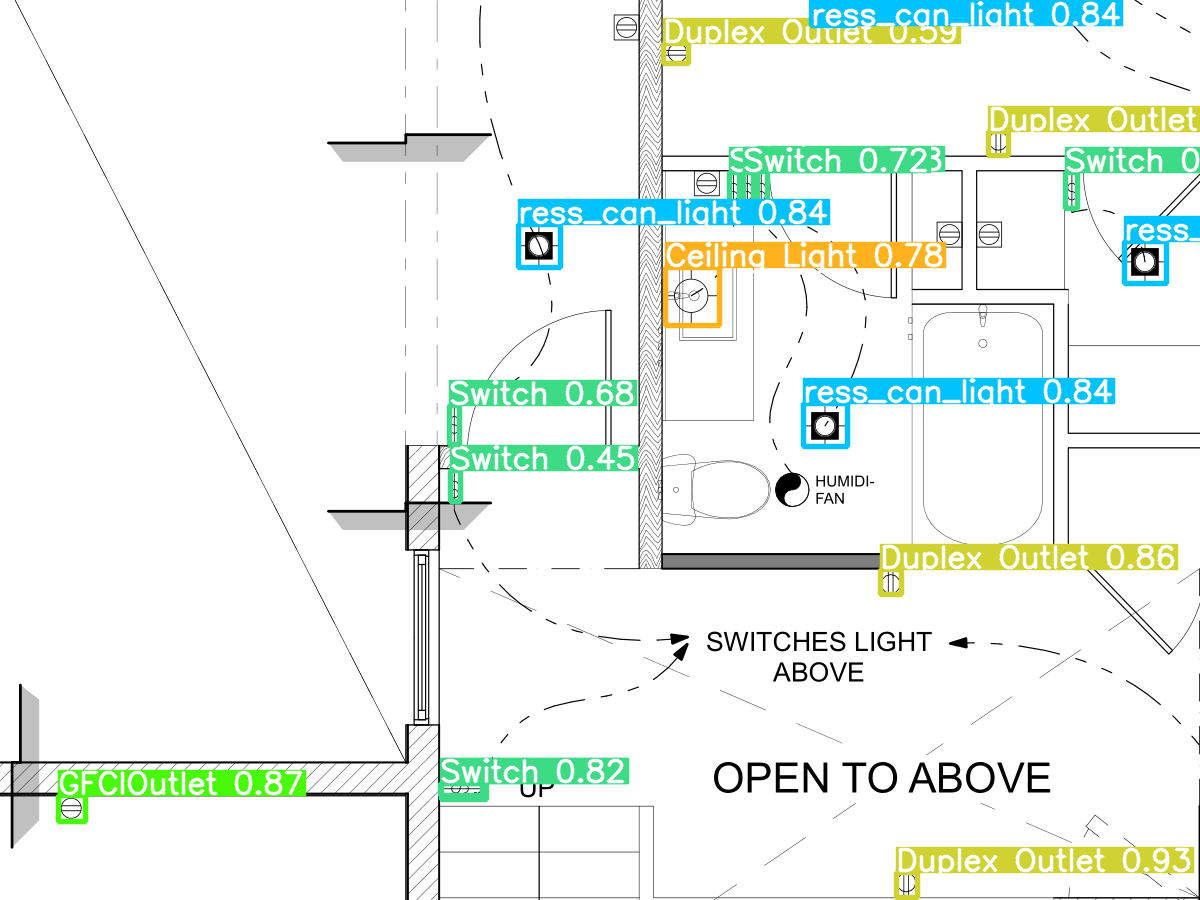 ress_can_light 0.84
Duplex Outlet 0.59
Duplex Outlet
Switch 0.723
Switch 0
ress_can_light 0.84
ress_
Ceiling Light 0.78
Switch 0.68
ress_can_light 0.84
Switch 0.45
HUMIDI-
FAN
Duplex Outlet 0.86
SWITCHES LIGHT
ABOVE
Switch 0.82
GFCIOutlet 0.87
UP
OPEN TO ABOVE
Duplex Outlet 0.93